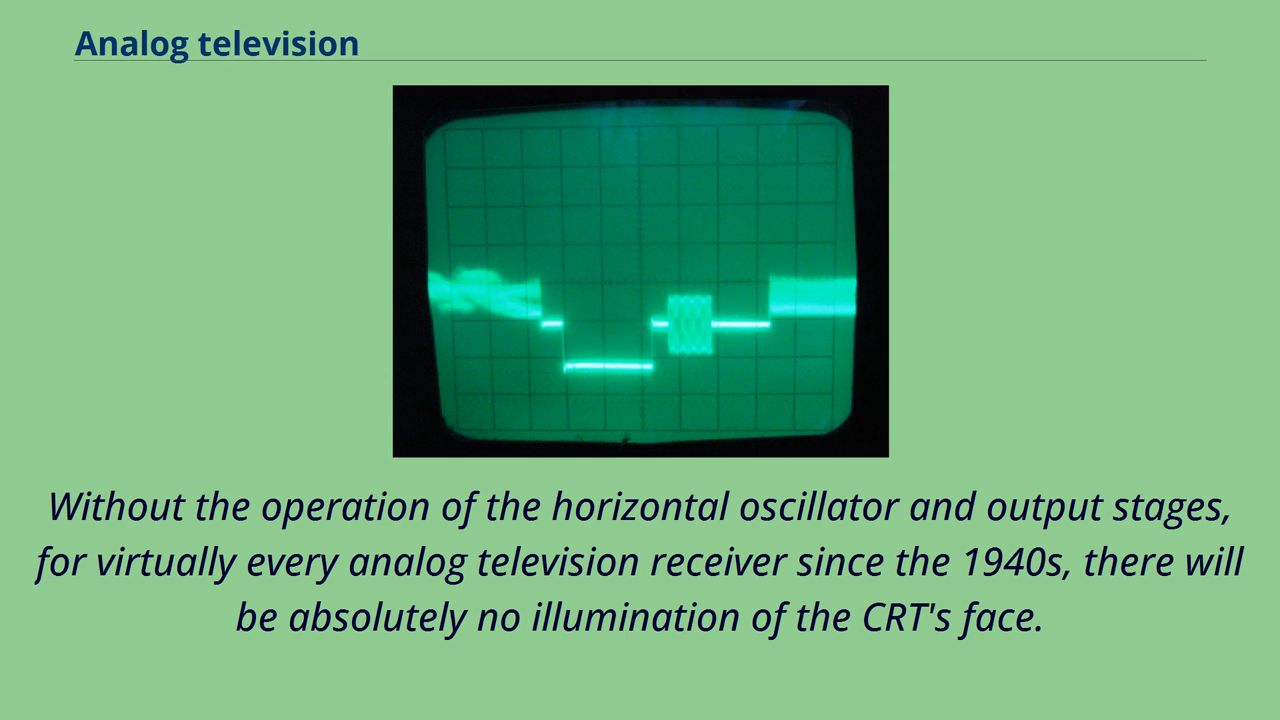 Analog television
Without the operation of the horizontal oscillator and output stages,
for virtually every analog television receiver since the 1940s, there will
be absolutely no illumination of the CRT's face.